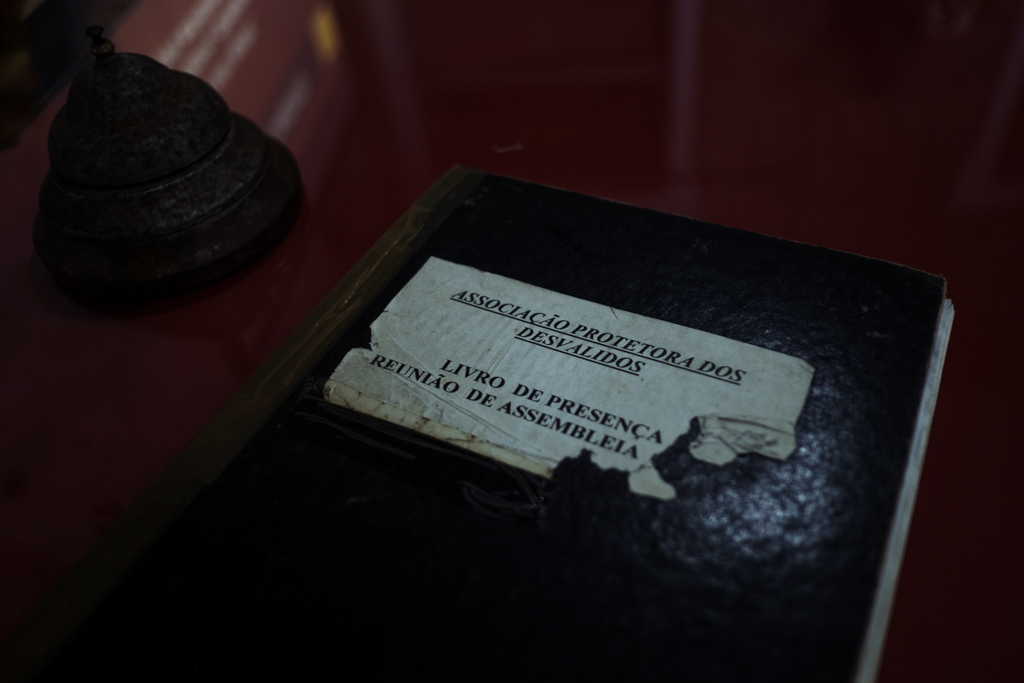 ASSOCIAÇÃO PROTETORA DOS
DESVALIDOS
LIVRO DE PRESENÇA
REUNIÃO DE ASSEMBLEIA